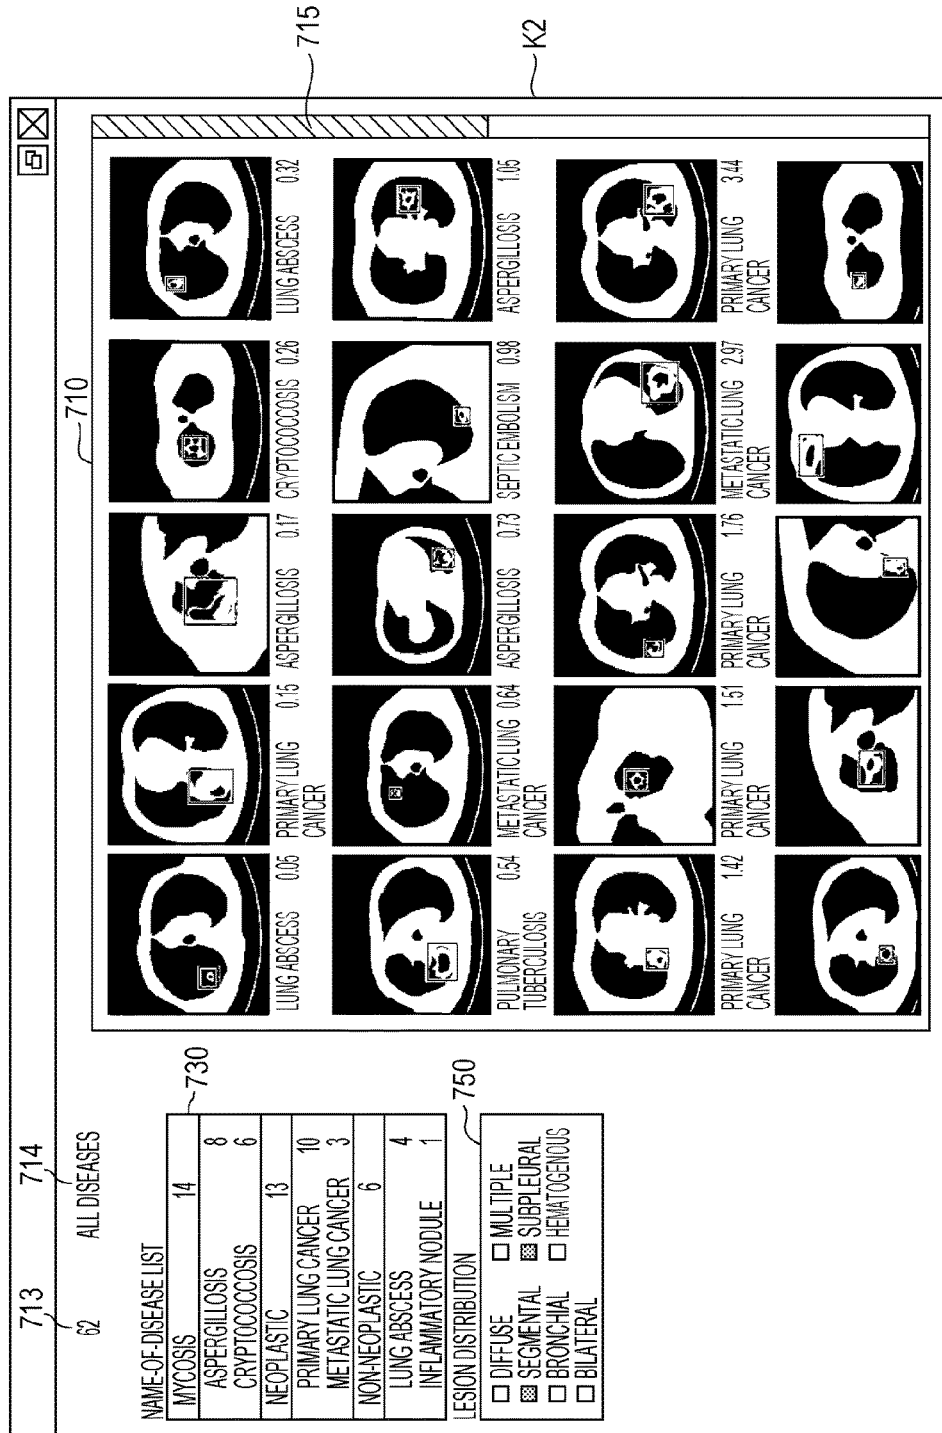 713
714
62
ALL DISEASES
710
715
K2
NAME-OF-DISEASE LIST
730
MYCOSIS 14
ASPERGILLOSIS 8
CRYPTOCOCCOSIS 6
NEOPLASTIC 13
PRIMARY LUNG CANCER 10
METASTATIC LUNG CANCER 3
NON-NEOPLASTIC 6
LUNG ABSCESS 4
INFLAMMATORY NODULE 1
LESION DISTRIBUTION
750
DIFFUSE MULTIPLE
SEGMENTAL SUBPLEURAL
BRONCHIAL HEMATOGENOUS
BILATERAL
LUNG ABSCESS 0.05
PRIMARY LUNG 0.15
CANCER
ASPERGILLOSIS 0.17
CRYPTOCOCCOSIS 0.26
LUNG ABSCESS 0.32
PULMONARY 0.54
TUBERCULOSIS
METASTATIC LUNG 0.64
CANCER
ASPERGILLOSIS 0.73
SEPTIC EMBOLISM 0.98
ASPERGILLOSIS 1.05
PRIMARY LUNG 1.42
CANCER
PRIMARY LUNG 1.51
CANCER
PRIMARY LUNG 1.76
CANCER
METASTATIC LUNG 2.97
CANCER
PRIMARY LUNG 3.44
CANCER